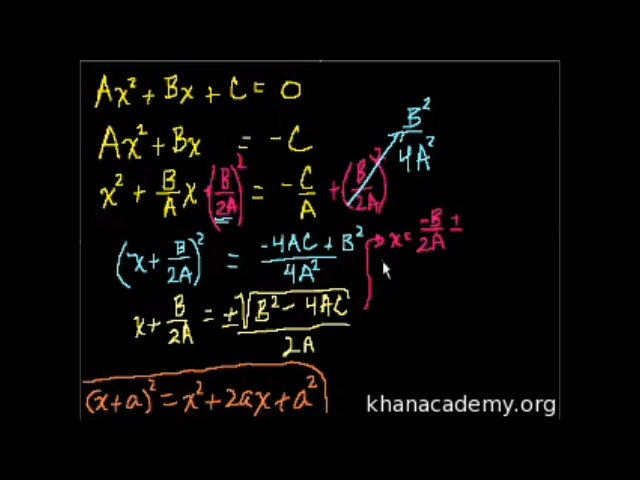 Ax² + Bx + C = 0
Ax² + Bx = -C
x² + B/A x + (B/2A)² = -C/A + (B/2A)²
B²/4A²
(x + B/2A)² = (-4AC + B²)/4A²
x = -B/2A ±
x + B/2A = ±√(B² - 4AC)/2A
(x+a)² = x² + 2ax + a²
khanacademy.org